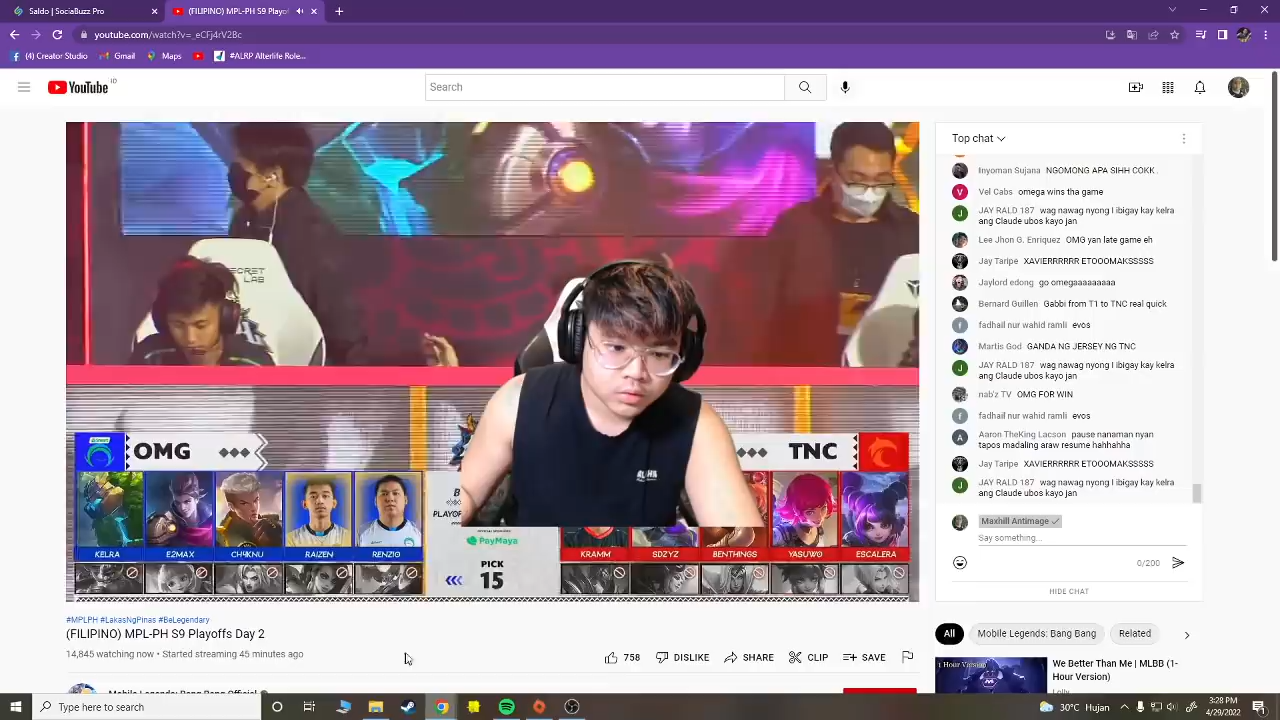 Saldo | SociaBuzz Pro
(FILIPINO) MPL-PH S9 Playof
youtube.com/watch?v=_eCFj4rV2Bc
(4) Creator Studio
Gmail
Maps
#ALRP Alterlife Role...
YouTube ID
Search
Top chat
Inyoman Sujana NGOMONG APA SIHH COKK
Vel Cabs omega wins tha game
JAY RALD 187 wag nawag nyong I ibigay kay kelra
ang Claude ubos kayo jan
Lee Jhon G. Enriquez OMG yan late game eh
Jay Taripe XAVIERRRRRR ETOOOMAKSSSSS
Jaylord edong go omegaaaaaaaaa
Bernard Guillen Gabbi from T1 to TNC real quick
fadhail nur wahid ramli evos
Martis God GANDA NG JERSEY NG TNC
JAY RALD 187 wag nawag nyong I ibigay kay kelra
ang Claude ubos kayo jan
nab'z TV OMG FOR WIN
fadhail nur wahid ramli evos
Aaron TheKing Lacson
tapos madaling araw resume hahhahha
Jay Taripe XAVIERRRRRR ETOOOMAKSSSSS
JAY RALD 187 wag nawag nyong I ibigay kay kelra
ang Claude ubos kayo jan
Maxhill Antimage
Say something...
0/200
HIDE CHAT
SECRET
LAB
OMG
TNC
KELRA
E2MAX
CH4KNU
RAIZEN
RENZIO
PayMaya
PICK
15
KRAMM
SDZYZ
BENTHINGS
YASUWO
ESCALERA
#MPLPH #LakasNgPinas #BeLegendary
(FILIPINO) MPL-PH S9 Playoffs Day 2
14,845 watching now • Started streaming 45 minutes ago
758
DISLIKE
SHARE
CLIP
SAVE
All
Mobile Legends: Bang Bang
Related
1 Hour Version
We Better Than Me | MLBB (1-
Hour Version)
Type here to search
30°C Hujan
3:28 PM
4/29/2022